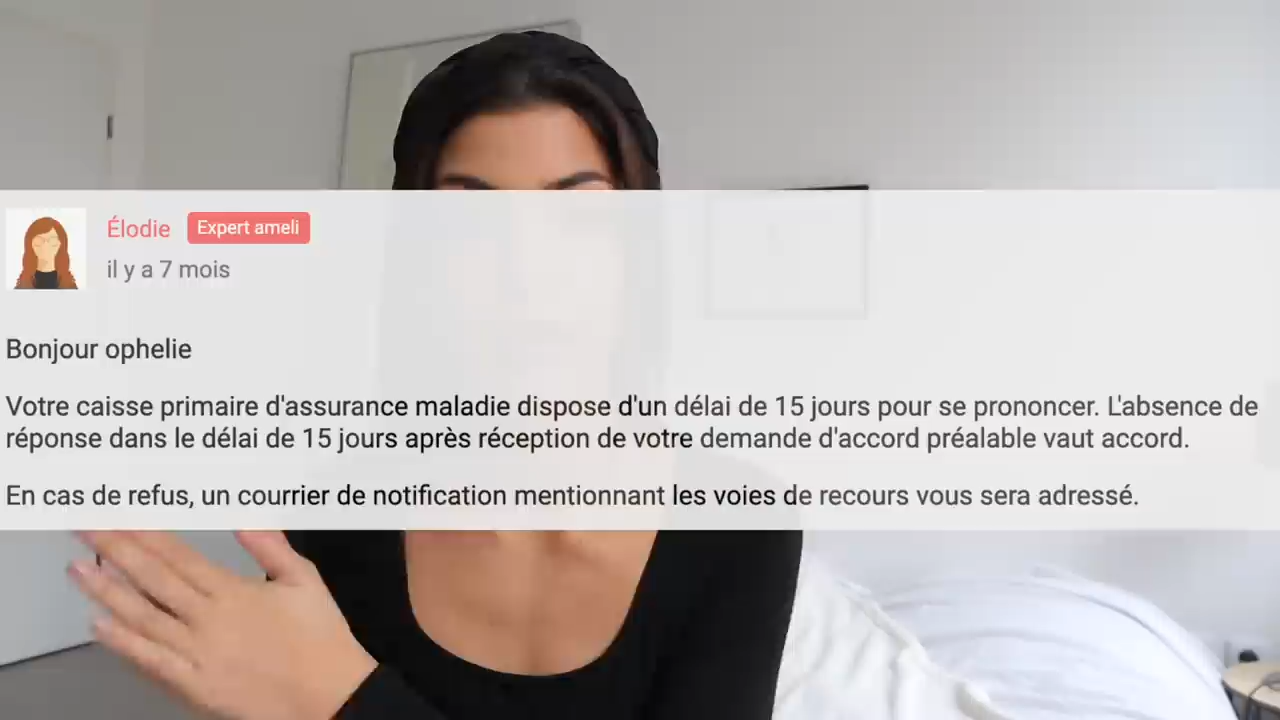 Élodie Expert ameli
il y a 7 mois
Bonjour ophelie
Votre caisse primaire d'assurance maladie dispose d'un délai de 15 jours pour se prononcer. L'absence de
réponse dans le délai de 15 jours après réception de votre demande d'accord préalable vaut accord.
En cas de refus, un courrier de notification mentionnant les voies de recours vous sera adressé.